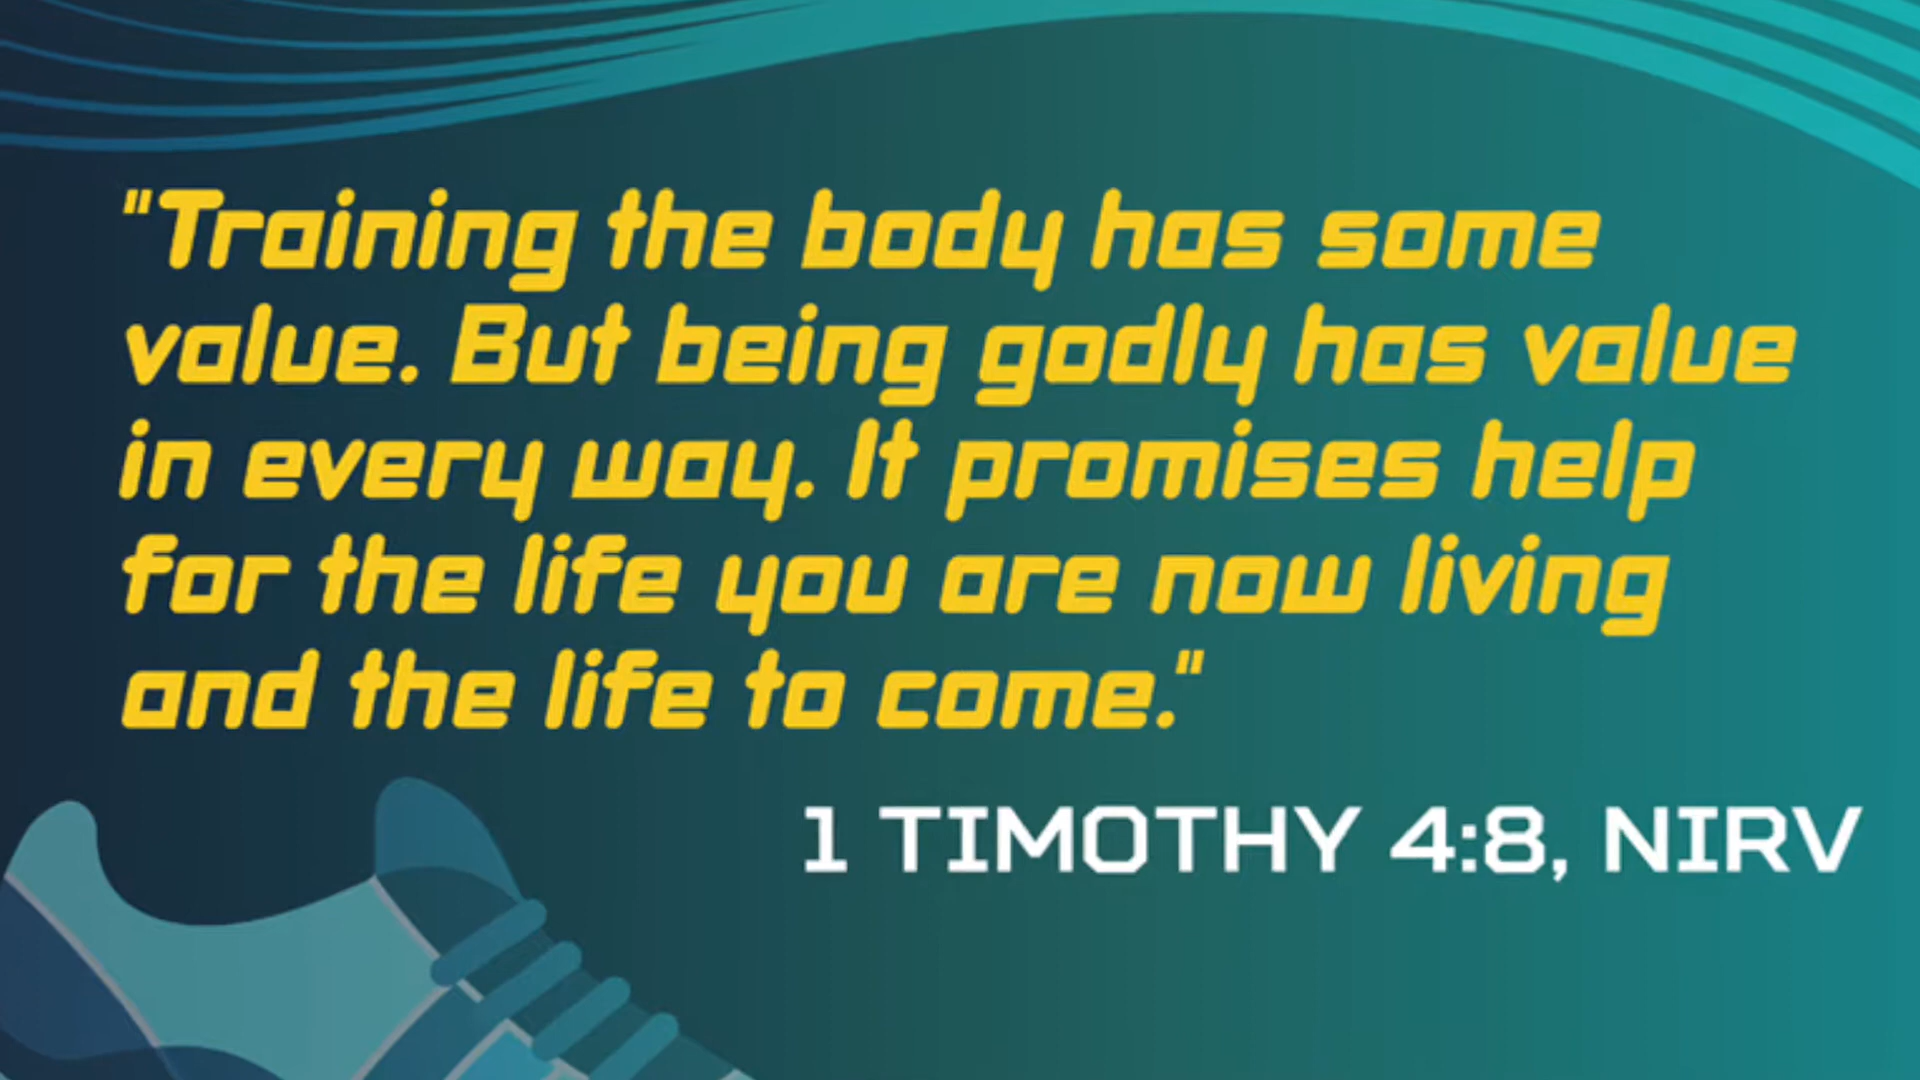 "Training the body has some
value. But being godly has value
in every way. It promises help
for the life you are now living
and the life to come."
1 TIMOTHY 4:8, NIRV